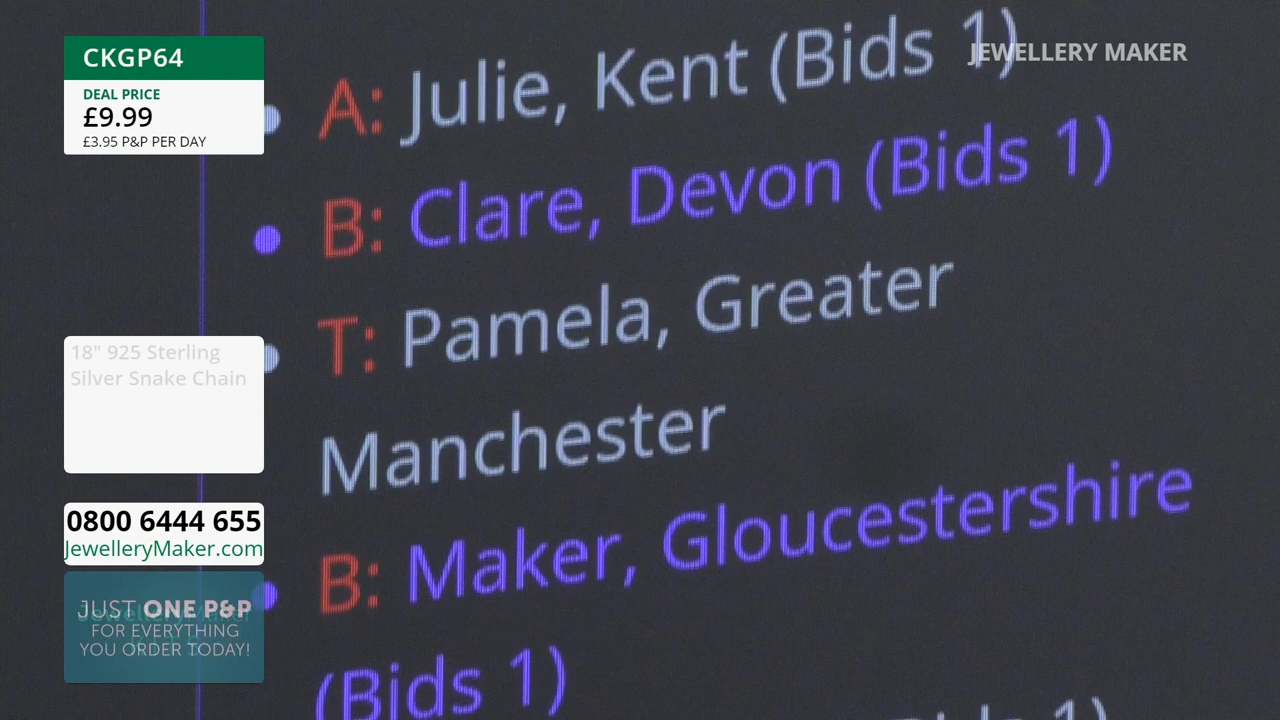 CKGP64
DEAL PRICE
£9.99
£3.95 P&P PER DAY
JEWELLERY MAKER
A: Julie, Kent (Bids 1)
B: Clare, Devon (Bids 1)
T: Pamela, Greater
Manchester
B: Maker, Gloucestershire
(Bids 1)
18" 925 Sterling
Silver Snake Chain
0800 6444 655
JewelleryMaker.com
JUST ONE P&P
FOR EVERYTHING
YOU ORDER TODAY!